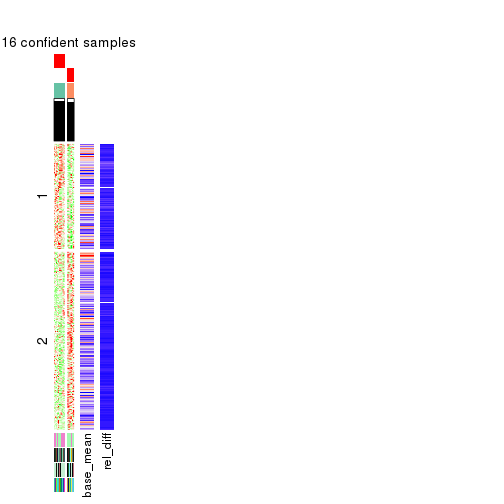 16 confident samples
1
2
base_mean
rel_diff